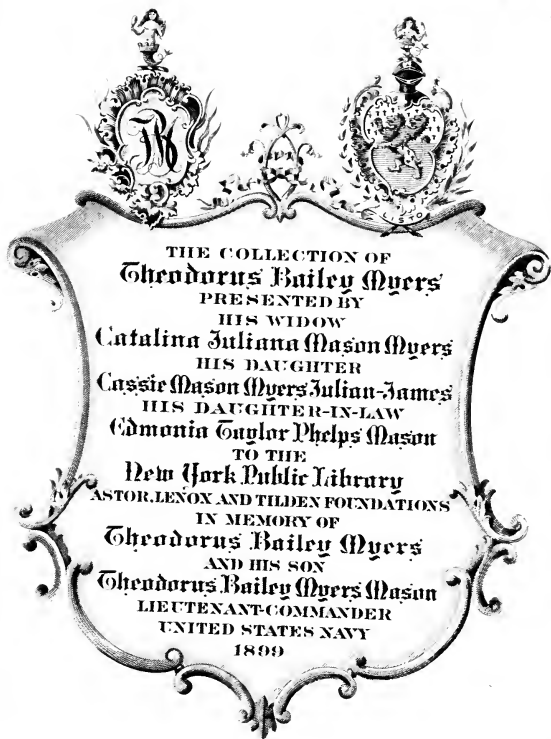 TBM
LISTO
THE COLLECTION OF
Theodorus Bailey Myers
PRESENTED BY
HIS WIDOW
Catalina Juliana Mason Myers
HIS DAUGHTER
Cassie Mason Myers Julian-James
HIS DAUGHTER-IN-LAW
Edmonia Taylor Phelps Mason
TO THE
New York Public Library
ASTOR, LENOX AND TILDEN FOUNDATIONS
IN MEMORY OF
Theodorus Bailey Myers
AND HIS SON
Theodorus Bailey Myers Mason
LIEUTENANT-COMMANDER
UNITED STATES NAVY
1899